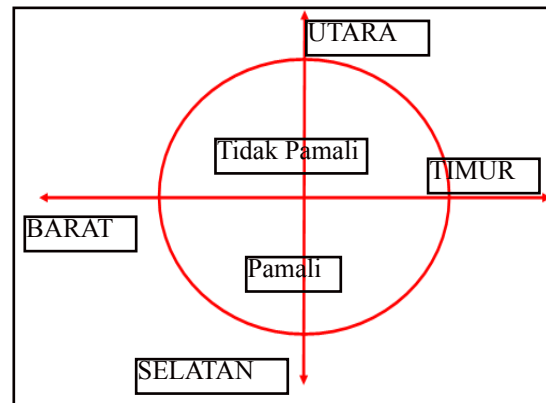 UTARA
Tidak Pamali
TIMUR
BARAT
Pamali
SELATAN